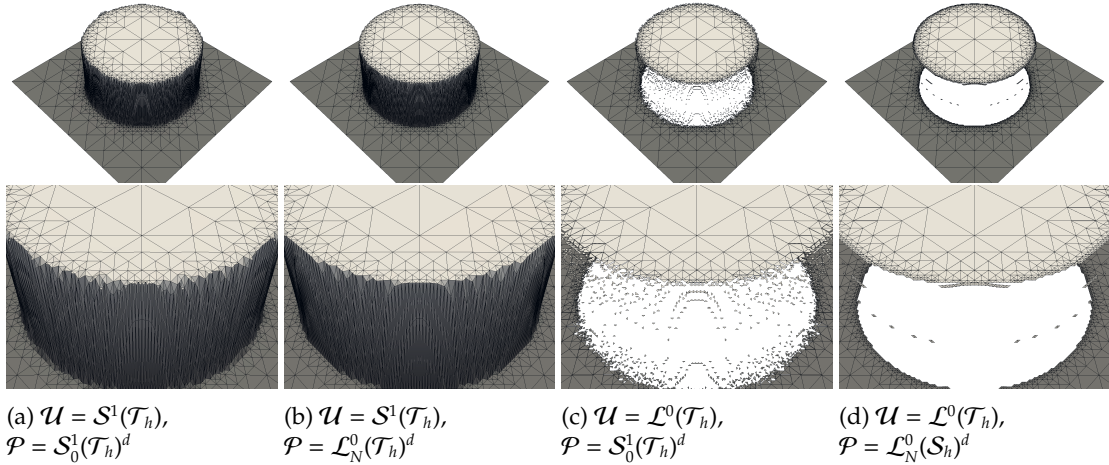 (a) 𝒰 = 𝒮¹(𝒯ₕ),
𝒫 = 𝒮₀¹(𝒯ₕ)ᵈ
(b) 𝒰 = 𝒮¹(𝒯ₕ),
𝒫 = ℒ_N⁰(𝒯ₕ)ᵈ
(c) 𝒰 = ℒ⁰(𝒯ₕ),
𝒫 = 𝒮₀¹(𝒯ₕ)ᵈ
(d) 𝒰 = ℒ⁰(𝒯ₕ),
𝒫 = ℒ_N⁰(𝒮ₕ)ᵈ